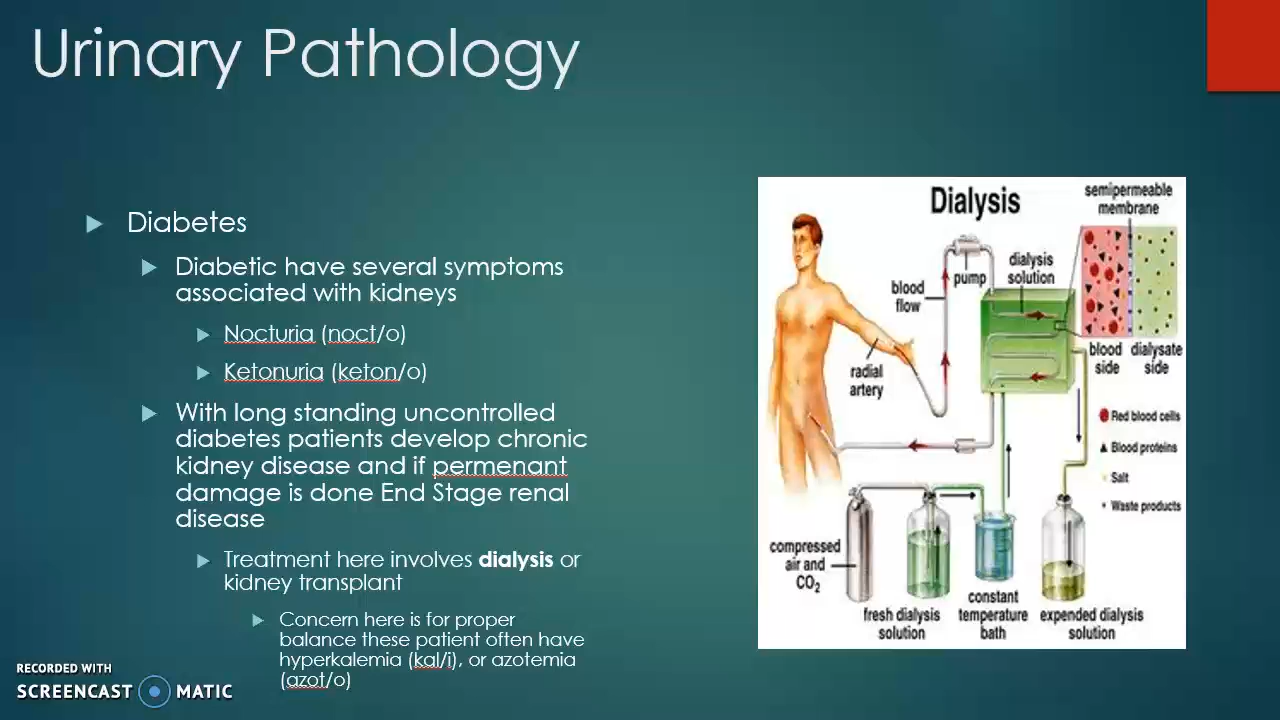 Urinary Pathology
Diabetes
Diabetic have several symptoms
associated with kidneys
Nocturia (noct/o)
Ketonuria (keton/o)
With long standing uncontrolled
diabetes patients develop chronic
kidney disease and if permenant
damage is done End Stage renal
disease
Treatment here involves dialysis or
kidney transplant
Concern here is for proper
balance these patient often have
hyperkalemia (kal/i), or azotemia
(azot/o)
Dialysis
semipermeable
membrane
dialysis
solution
pump
blood
flow
radial
artery
blood
side
dialysate
side
Red blood cells
Blood proteins
Salt
Waste products
compressed
air and
CO₂
fresh dialysis
solution
constant
temperature
bath
expended dialysis
solution
RECORDED WITH
SCREENCAST MATIC